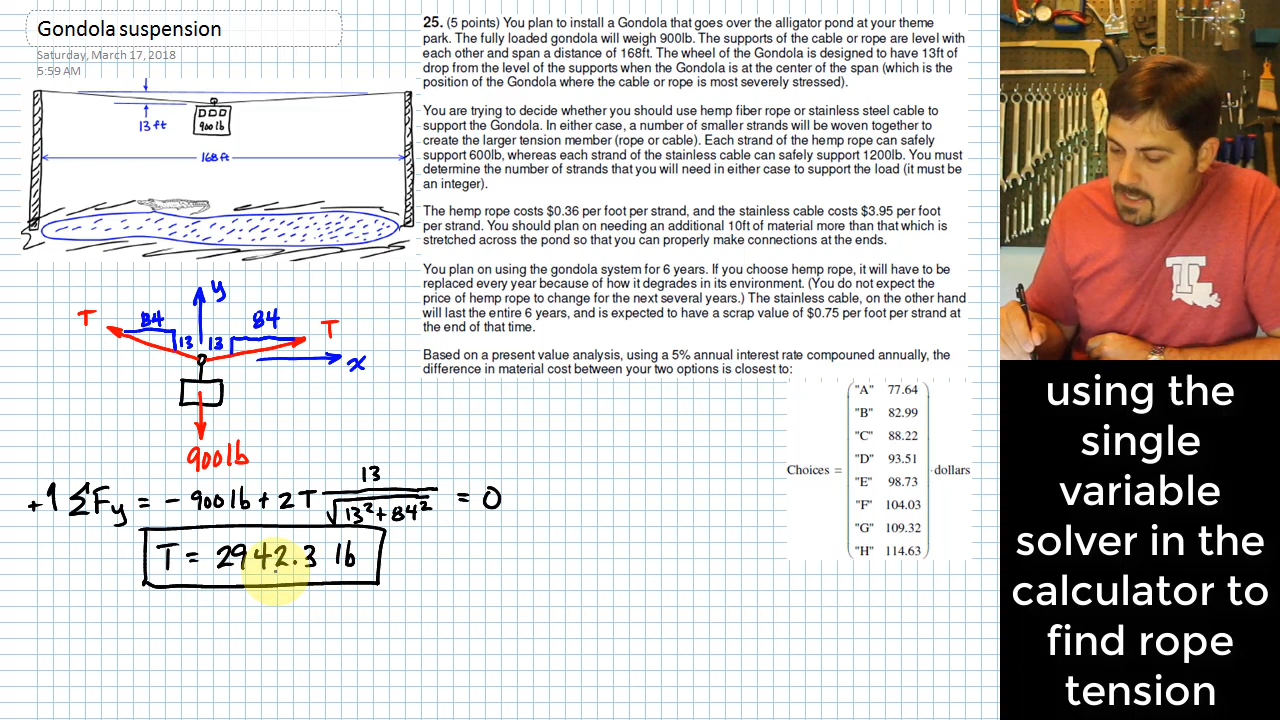 Gondola suspension
Saturday, March 17, 2018
5:59 AM
13 ft
900 lb
168 ft
25. (5 points) You plan to install a Gondola that goes over the alligator pond at your theme
park. The fully loaded gondola will weigh 900lb. The supports of the cable or rope are level with
each other and span a distance of 168ft. The wheel of the Gondola is designed to have 13ft of
drop from the level of the supports when the Gondola is at the center of the span (which is the
position of the Gondola where the cable or rope is most severely stressed).
You are trying to decide whether you should use hemp fiber rope or stainless steel cable to
support the Gondola. In either case, a number of smaller strands will be woven together to
create the larger tension member (rope or cable). Each strand of the hemp rope can safely
support 600lb, whereas each strand of the stainless cable can safely support 1200lb. You must
determine the number of strands that you will need in either case to support the load (it must be
an integer).
The hemp rope costs $0.36 per foot per strand, and the stainless cable costs $3.95 per foot
per strand. You should plan on needing an additional 10ft of material more than that which is
stretched across the pond so that you can properly make connections at the ends.
You plan on using the gondola system for 6 years. If you choose hemp rope, it will have to be
replaced every year because of how it degrades in its environment. (You do not expect the
price of hemp rope to change for the next several years.) The stainless cable, on the other hand
will last the entire 6 years, and is expected to have a scrap value of $0.75 per foot per strand at
the end of that time.
Based on a present value analysis, using a 5% annual interest rate compounded annually, the
difference in material cost between your two options is closest to:
Choices =
"A" 77.64
"B" 82.99
"C" 88.22
"D" 93.51
"E" 98.73
"F" 104.03
"G" 109.32
"H" 114.63
· dollars
y
T 84 84 T
13 13
x
900 lb
+↑ ΣFy = - 900 lb + 2T 13/√(13²+84²) = 0
T = 2942.3 lb
using the
single
variable
solver in the
calculator to
find rope
tension